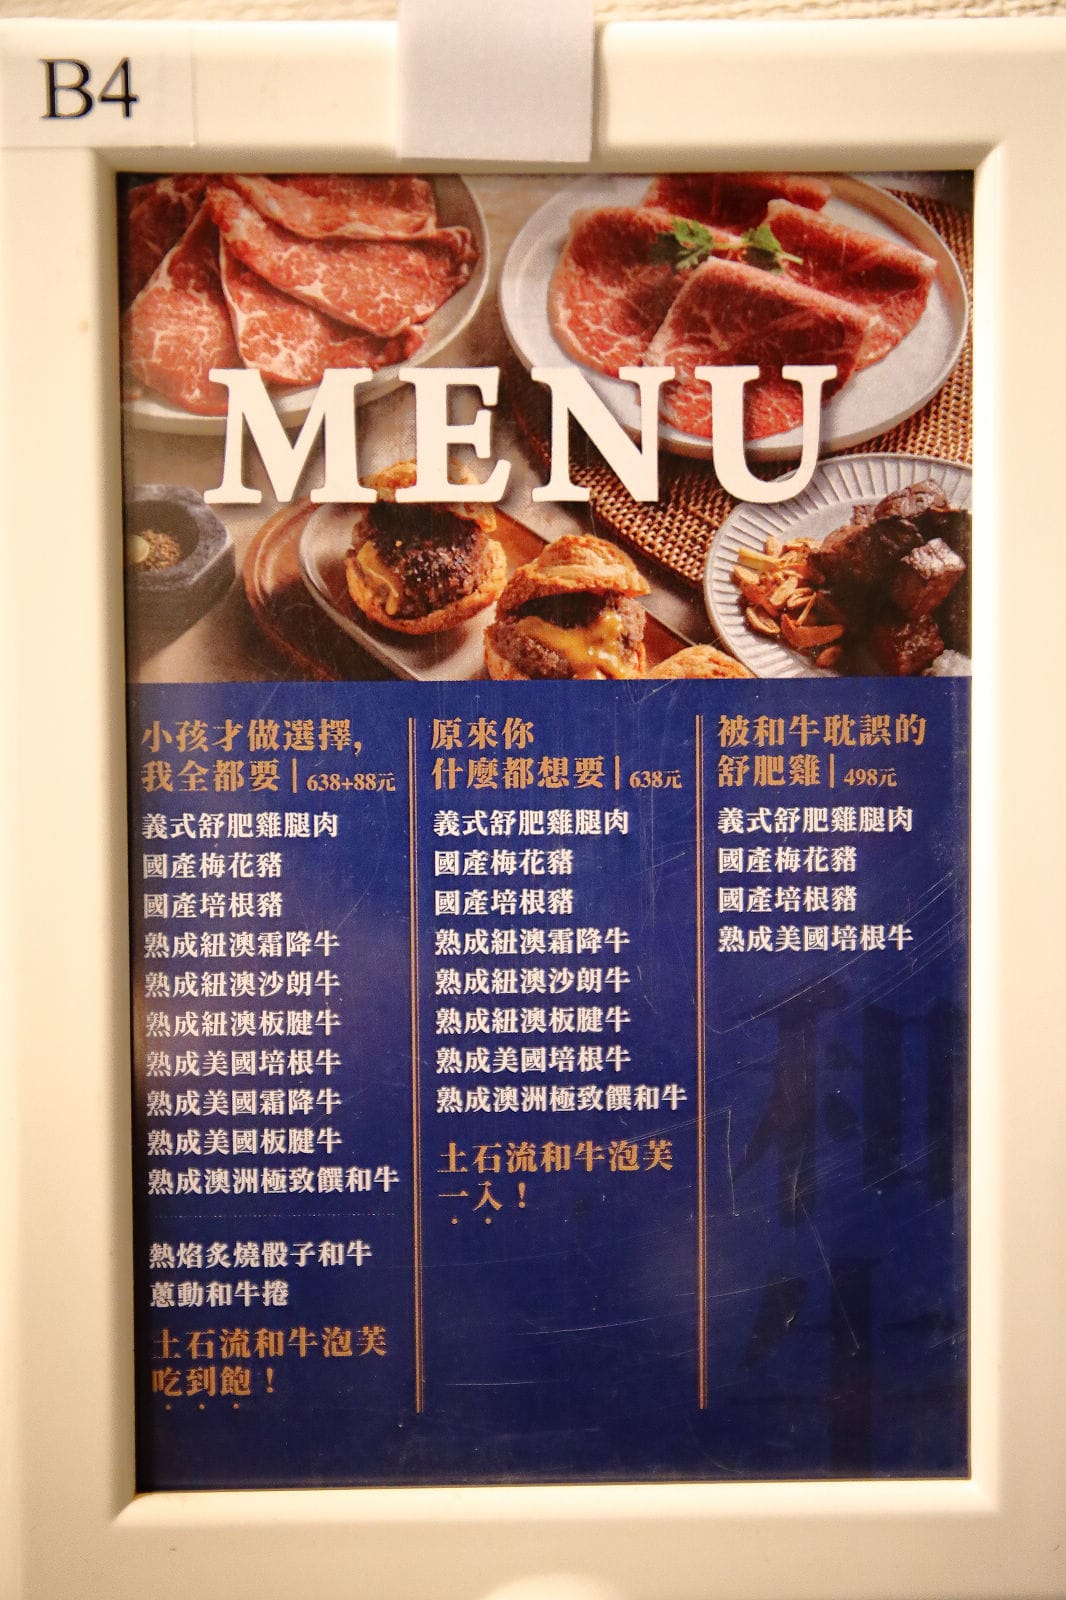 B4
MENU
小孩才做選擇,
我全都要 | 638+88元
義式舒肥雞腿肉
國產梅花豬
國產培根豬
熟成紐澳霜降牛
熟成紐澳沙朗牛
熟成紐澳板腱牛
熟成美國培根牛
熟成美國霜降牛
熟成美國板腱牛
熟成澳洲極致饌和牛
熱焰炙燒骰子和牛
蔥動和牛捲
土石流和牛泡芙
吃到飽！
原來你
什麼都想要 | 638元
義式舒肥雞腿肉
國產梅花豬
國產培根豬
熟成紐澳霜降牛
熟成紐澳沙朗牛
熟成紐澳板腱牛
熟成美國培根牛
熟成澳洲極致饌和牛
土石流和牛泡芙
一入！
被和牛耽誤的
舒肥雞 | 498元
義式舒肥雞腿肉
國產梅花豬
國產培根豬
熟成美國培根牛
和牛